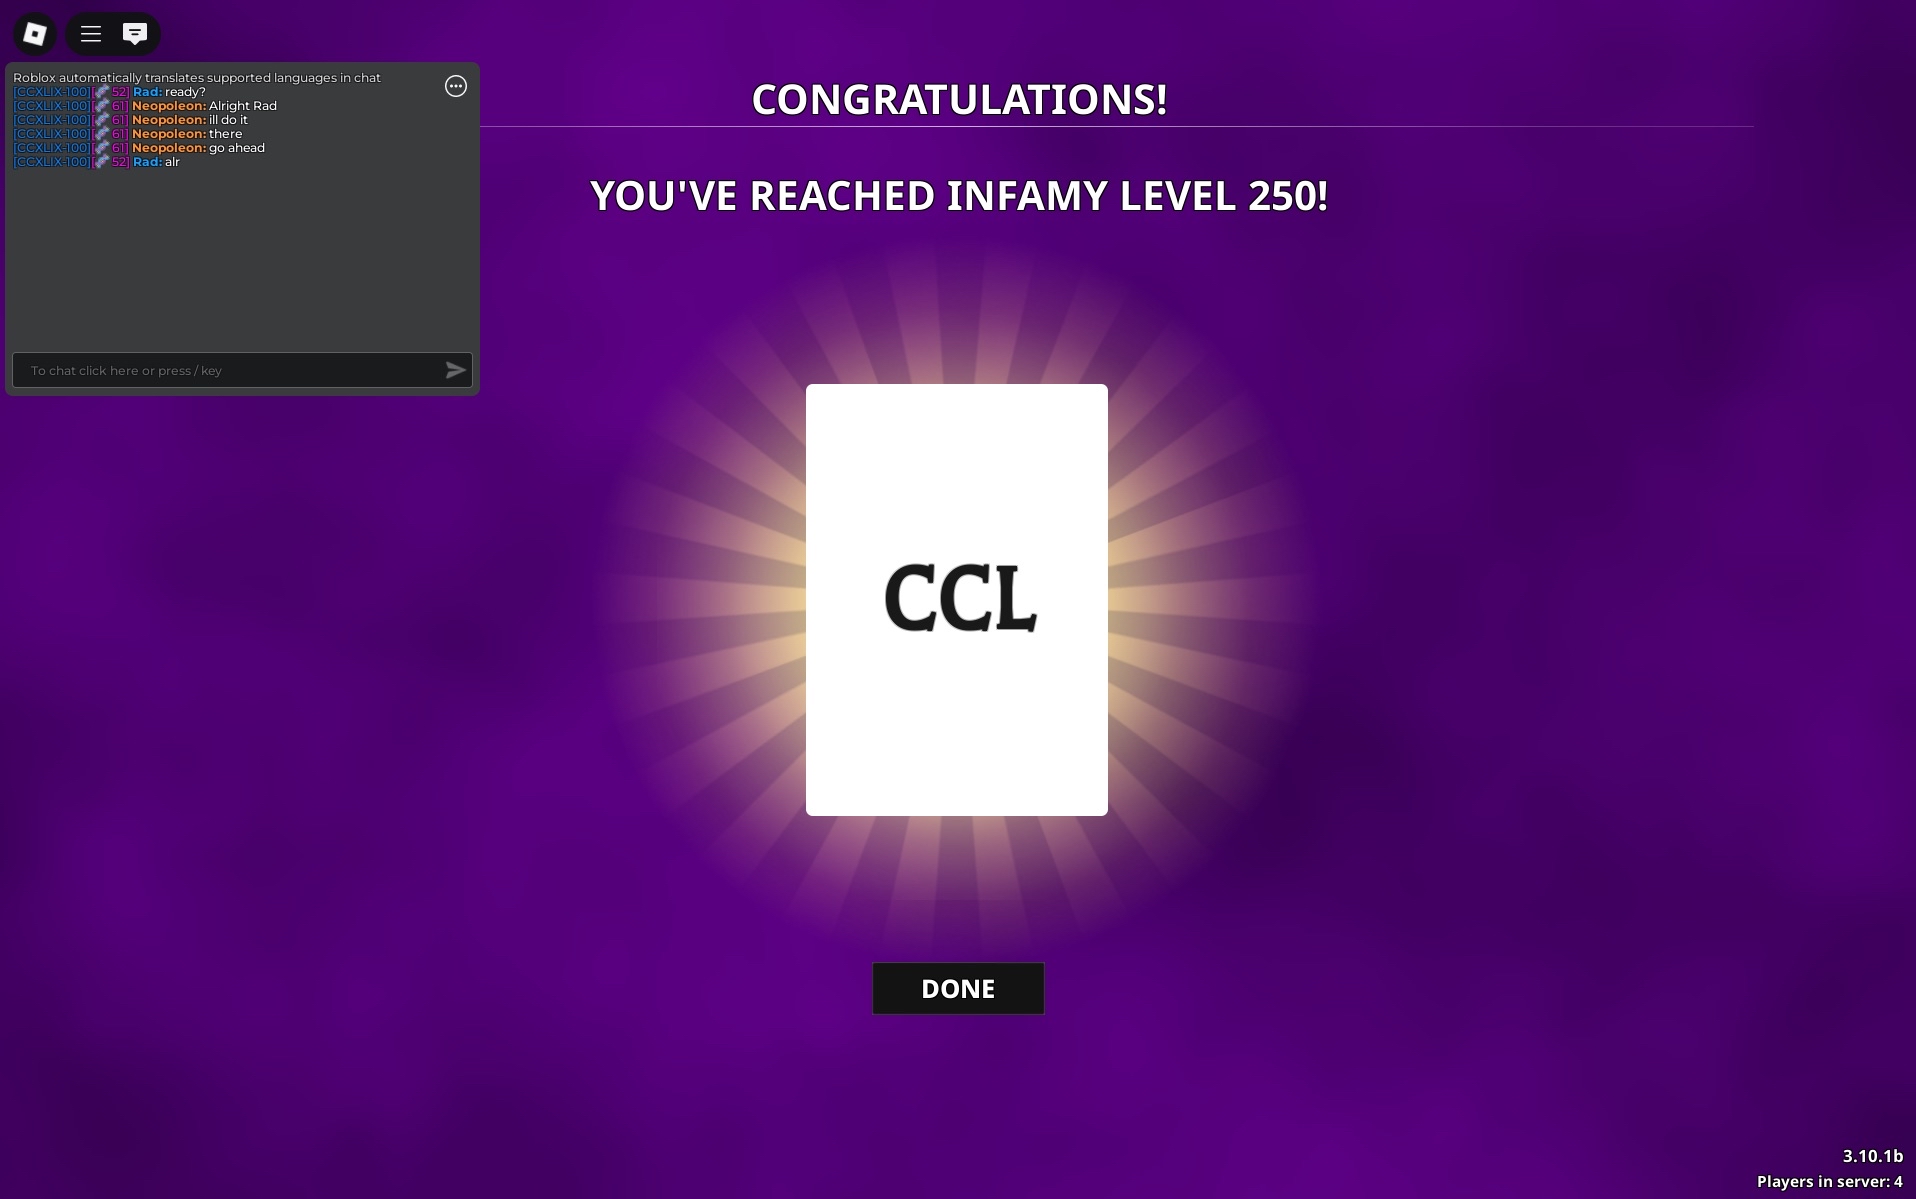 Roblox automatically translates supported languages in chat
[CCXLIX-100][52] Rad: ready?
[CCXLIX-100][61] Neopoleon: Alright Rad
[CCXLIX-100][61] Neopoleon: ill do it
[CCXLIX-100][61] Neopoleon: there
[CCXLIX-100][61] Neopoleon: go ahead
[CCXLIX-100][52] Rad: alr
To chat click here or press / key
CONGRATULATIONS!
YOU'VE REACHED INFAMY LEVEL 250!
CCL
DONE
3.10.1b
Players in server: 4